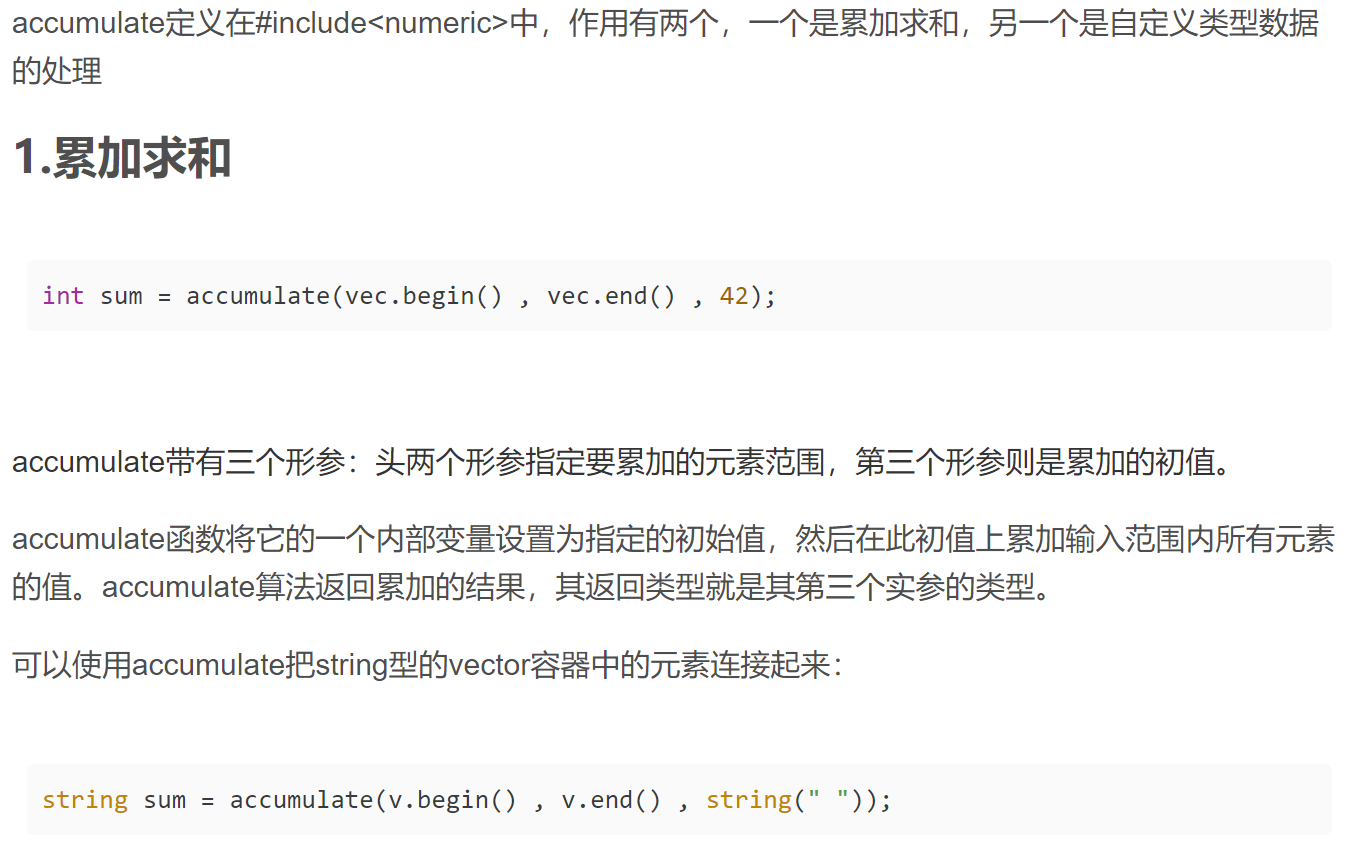 accumulate定义在#include<numeric>中，作用有两个，一个是累加求和，另一个是自定义类型数据
的处理
1.累加求和
int sum = accumulate(vec.begin() , vec.end() , 42);
accumulate带有三个形参：头两个形参指定要累加的元素范围，第三个形参则是累加的初值。
accumulate函数将它的一个内部变量设置为指定的初始值，然后在此初值上累加输入范围内所有元素
的值。accumulate算法返回累加的结果，其返回类型就是其第三个实参的类型。
可以使用accumulate把string型的vector容器中的元素连接起来：
string sum = accumulate(v.begin() , v.end() , string(" "));